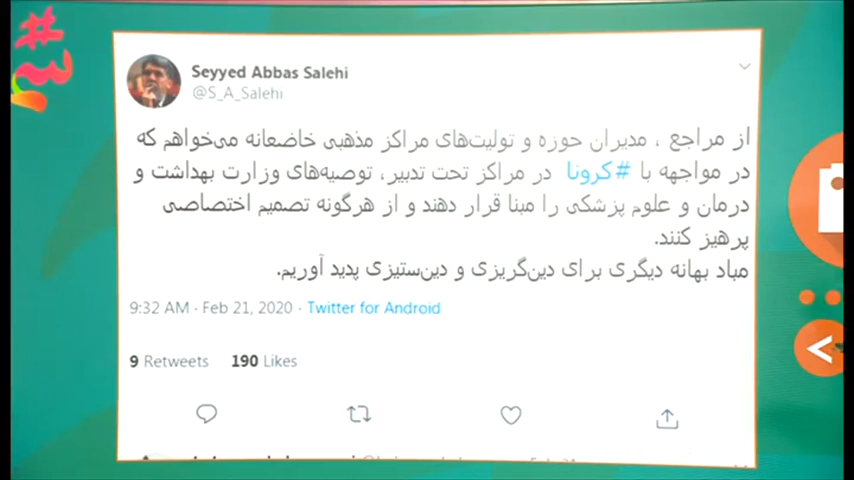 Seyyed Abbas Salehi
@S_A_Salehi
از مراجع ، مدیران حوزه و تولیت‌های مراکز مذهبی خاضعانه می‌خواهم که
در مواجهه با #کرونا در مراکز تحت تدبیر، توصیه‌های وزارت بهداشت و
درمان و علوم پزشکی را مبنا قرار دهند و از هرگونه تصمیم اختصاصی
پرهیز کنند.
مباد بهانه دیگری برای دین‌گریزی و دین‌ستیزی پدید آوریم.
9:32 AM · Feb 21, 2020 · Twitter for Android
9 Retweets 190 Likes